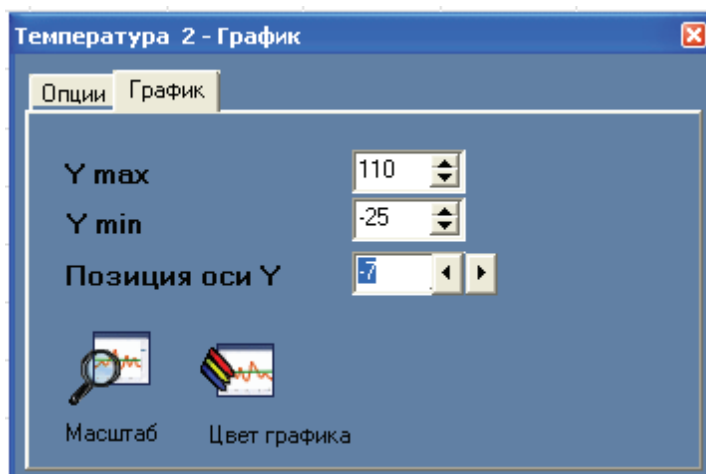 Температура 2 - График
Опции График
Y max 110
Y min -25
Позиция оси Y -7
Масштаб Цвет графика